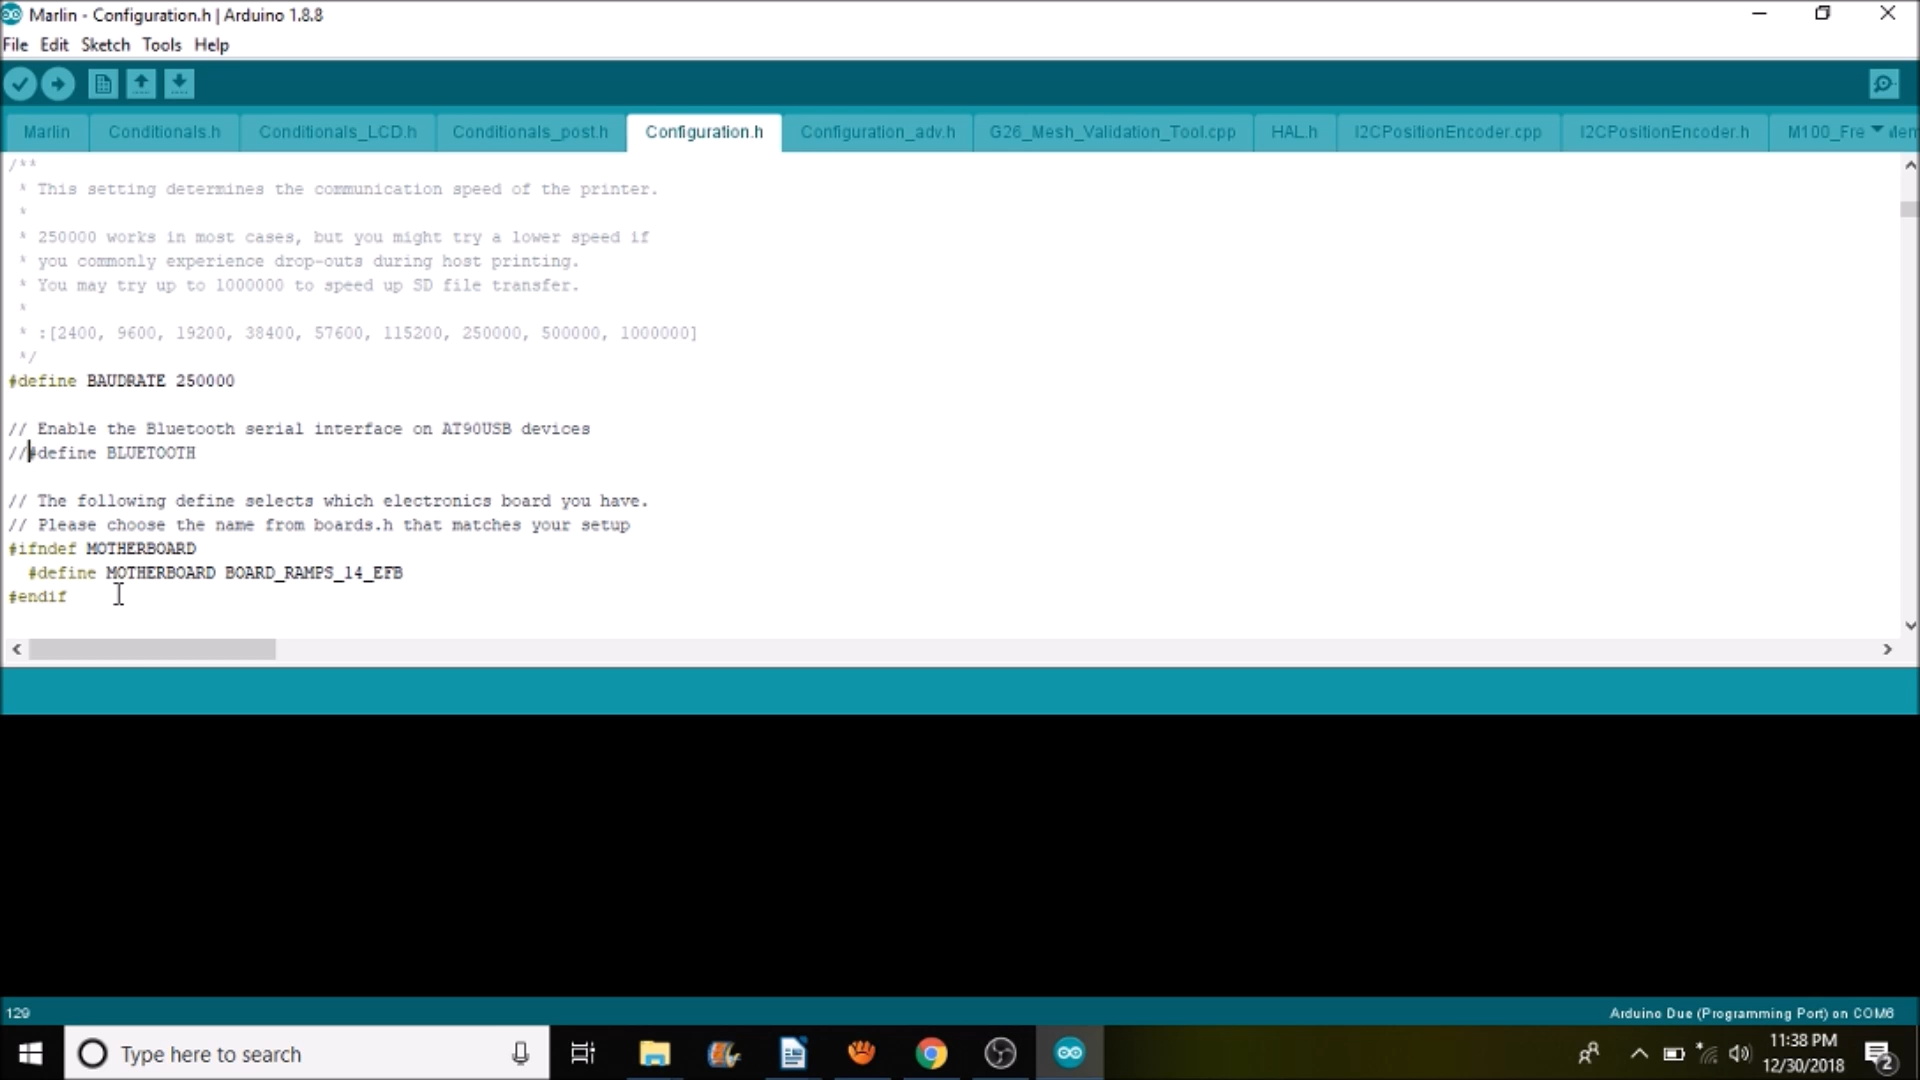 Marlin - Configuration.h | Arduino 1.8.8
File Edit Sketch Tools Help
Marlin Conditionals.h Conditionals_LCD.h Conditionals_post.h Configuration.h Configuration_adv.h G26_Mesh_Validation_Tool.cpp HAL.h I2CPositionEncoder.cpp I2CPositionEncoder.h M100_Fre
/**
* This setting determines the communication speed of the printer.
*
* 250000 works in most cases, but you might try a lower speed if
* you commonly experience drop-outs during host printing.
* You may try up to 1000000 to speed up SD file transfer.
*
* :[2400, 9600, 19200, 38400, 57600, 115200, 250000, 500000, 1000000]
*/
#define BAUDRATE 250000
// Enable the Bluetooth serial interface on AT90USB devices
//#define BLUETOOTH
// The following define selects which electronics board you have.
// Please choose the name from boards.h that matches your setup
#ifndef MOTHERBOARD
#define MOTHERBOARD BOARD_RAMPS_14_EFB
#endif
129 Arduino Due (Programming Port) on COM6
Type here to search
11:38 PM
12/30/2018
2